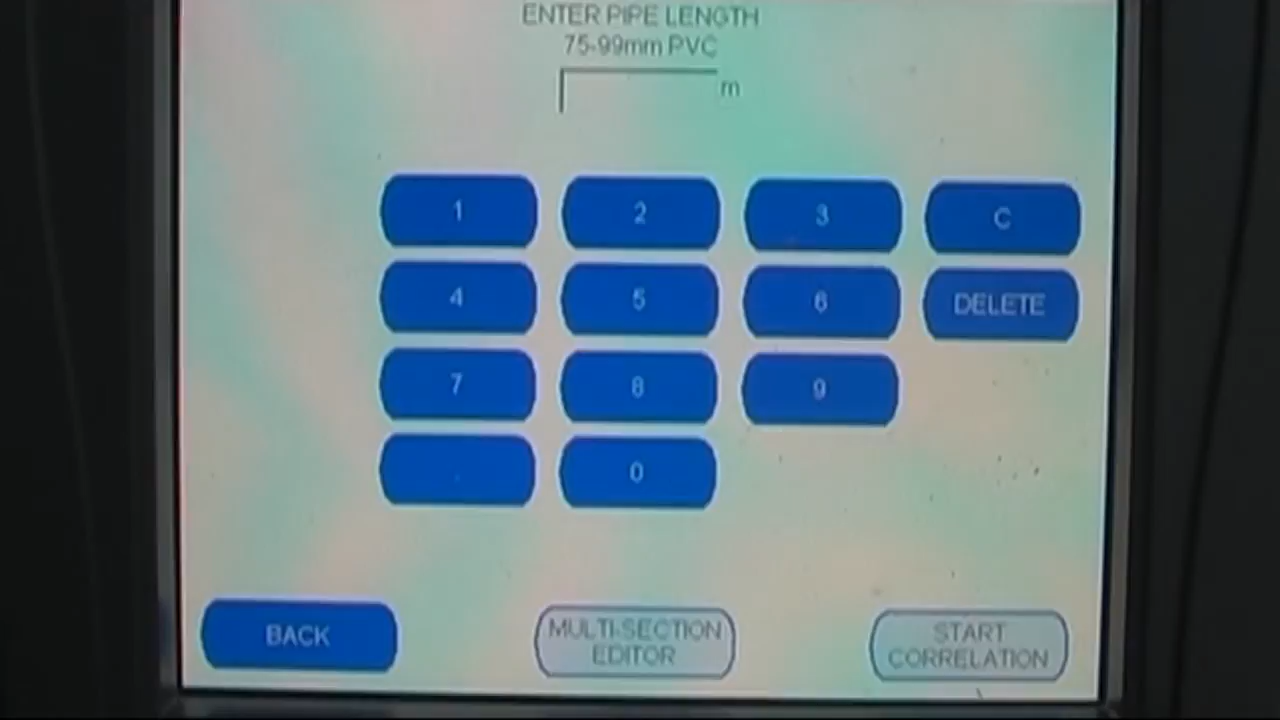 ENTER PIPE LENGTH
75-99mm PVC
m
1 2 3 C
4 5 6 DELETE
7 8 9
. 0
BACK
MULTI-SECTION
EDITOR
START
CORRELATION